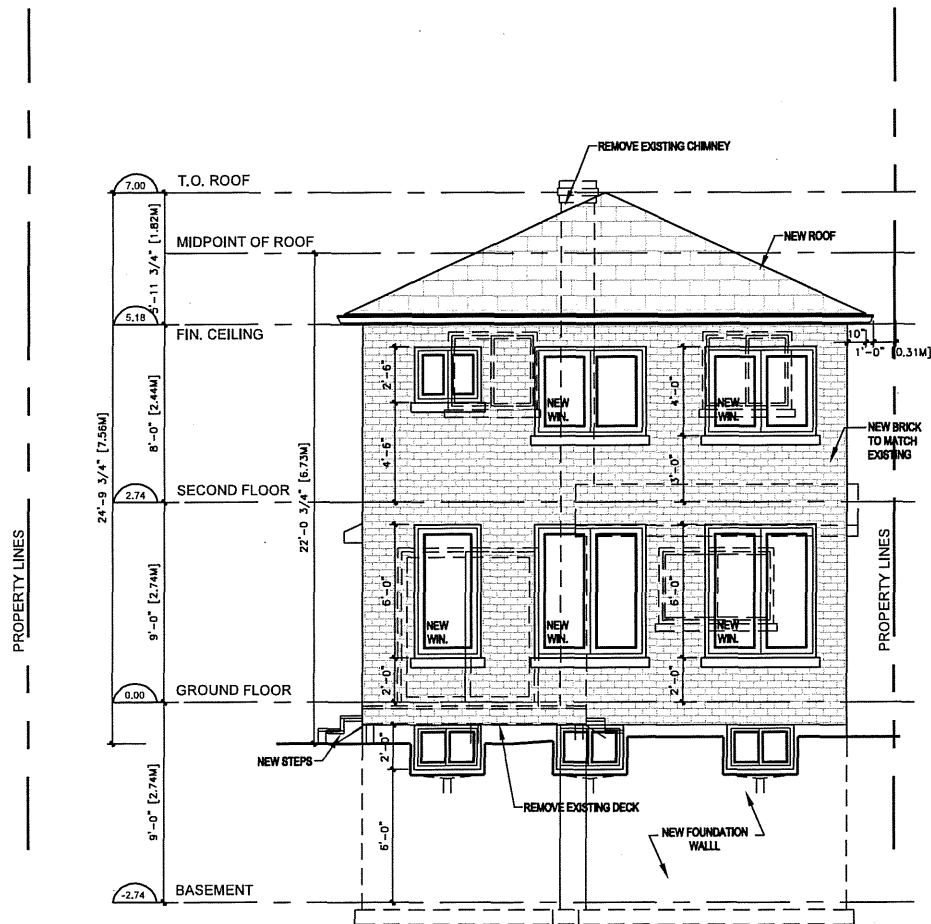 REMOVE EXISTING CHIMNEY
7.00
T.O. ROOF
MIDPOINT OF ROOF
NEW ROOF
-11 3/4" [1.82M]
5.18
FIN. CEILING
10"
1'-0" [0.31M]
2'-6"
4'-0"
NEW
WIN.
NEW
WIN.
8'-0" [2.44M]
4'-6"
3'-0"
NEW BRICK
TO MATCH
EXISTING
24'-9 3/4" [7.56M]
22'-0 3/4" [6.73M]
2.74
SECOND FLOOR
PROPERTY LINES
PROPERTY LINES
9'-0" [2.74M]
6'-0"
6'-0"
NEW
WIN.
NEW
WIN.
NEW
WIN.
2'-0"
2'-0"
0.00
GROUND FLOOR
NEW STEPS
2'-0"
REMOVE EXISTING DECK
9'-0" [2.74M]
6'-0"
NEW FOUNDATION
WALLL
-2.74
BASEMENT